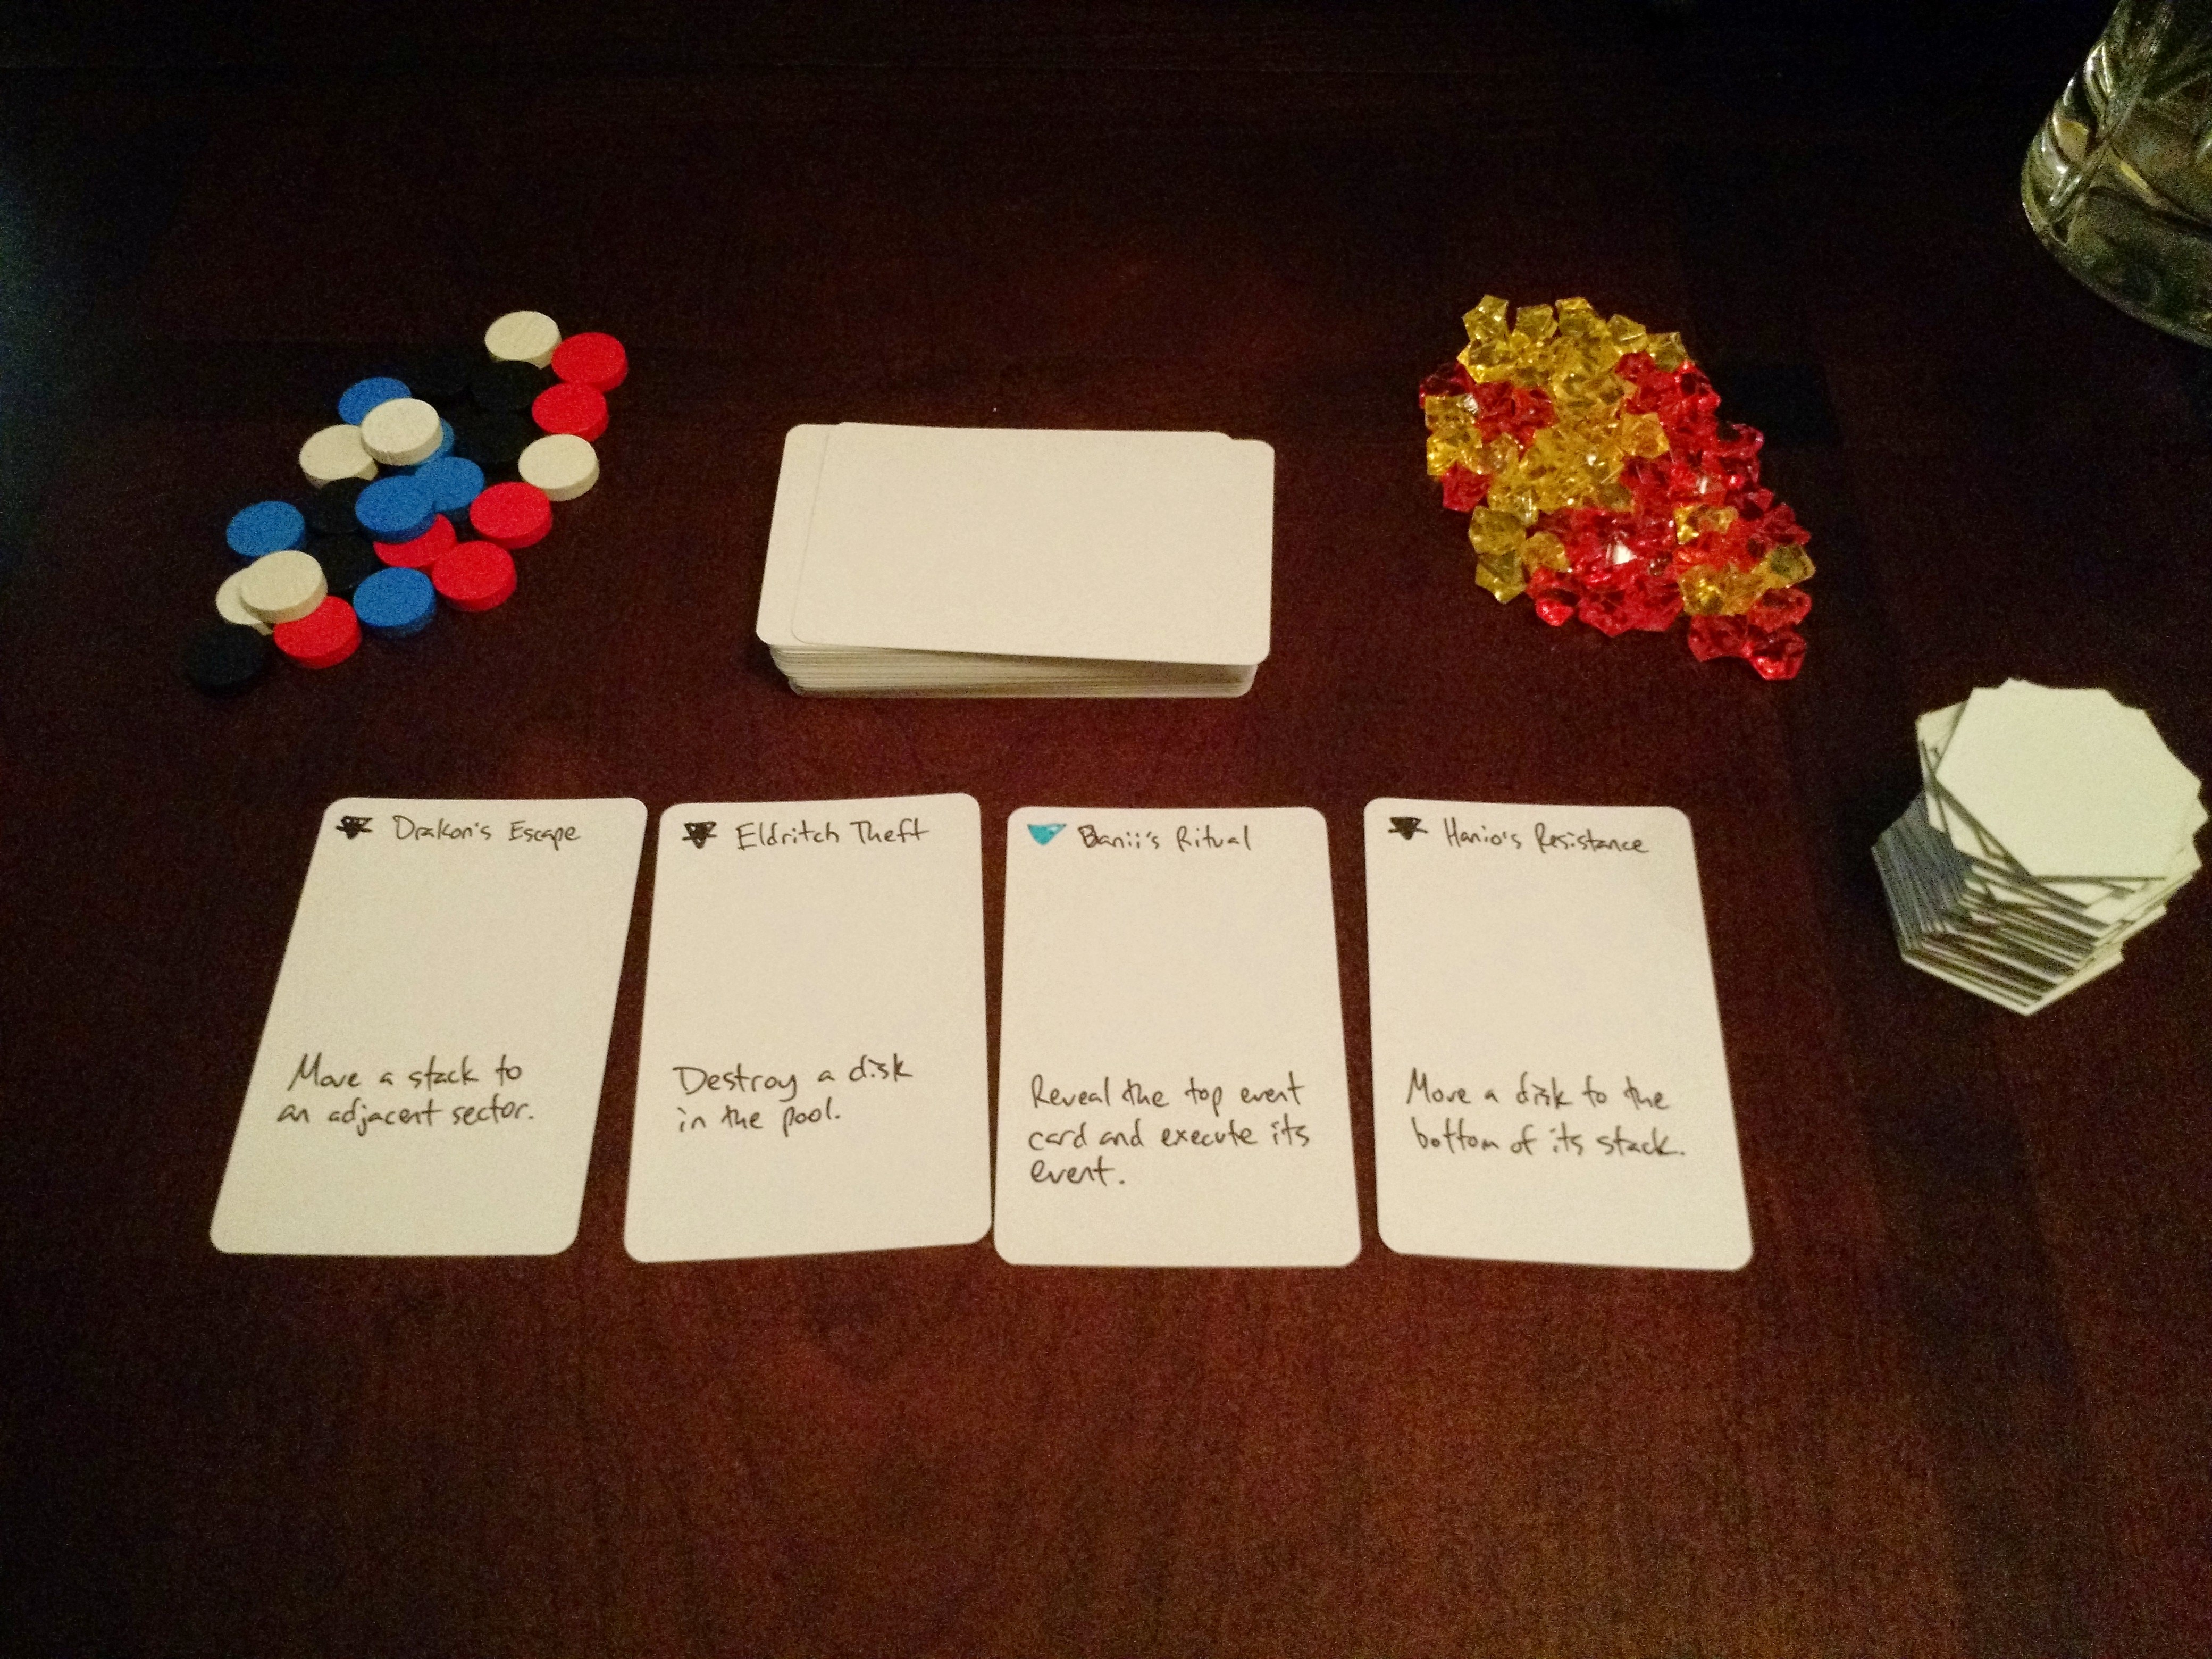 Drakon's Escape
Move a stack to
an adjacent sector.
Eldritch Theft
Destroy a disk
in the pool.
Banii's Ritual
Reveal the top event
card and execute its
event.
Hanio's Resistance
Move a disk to the
bottom of its stack.